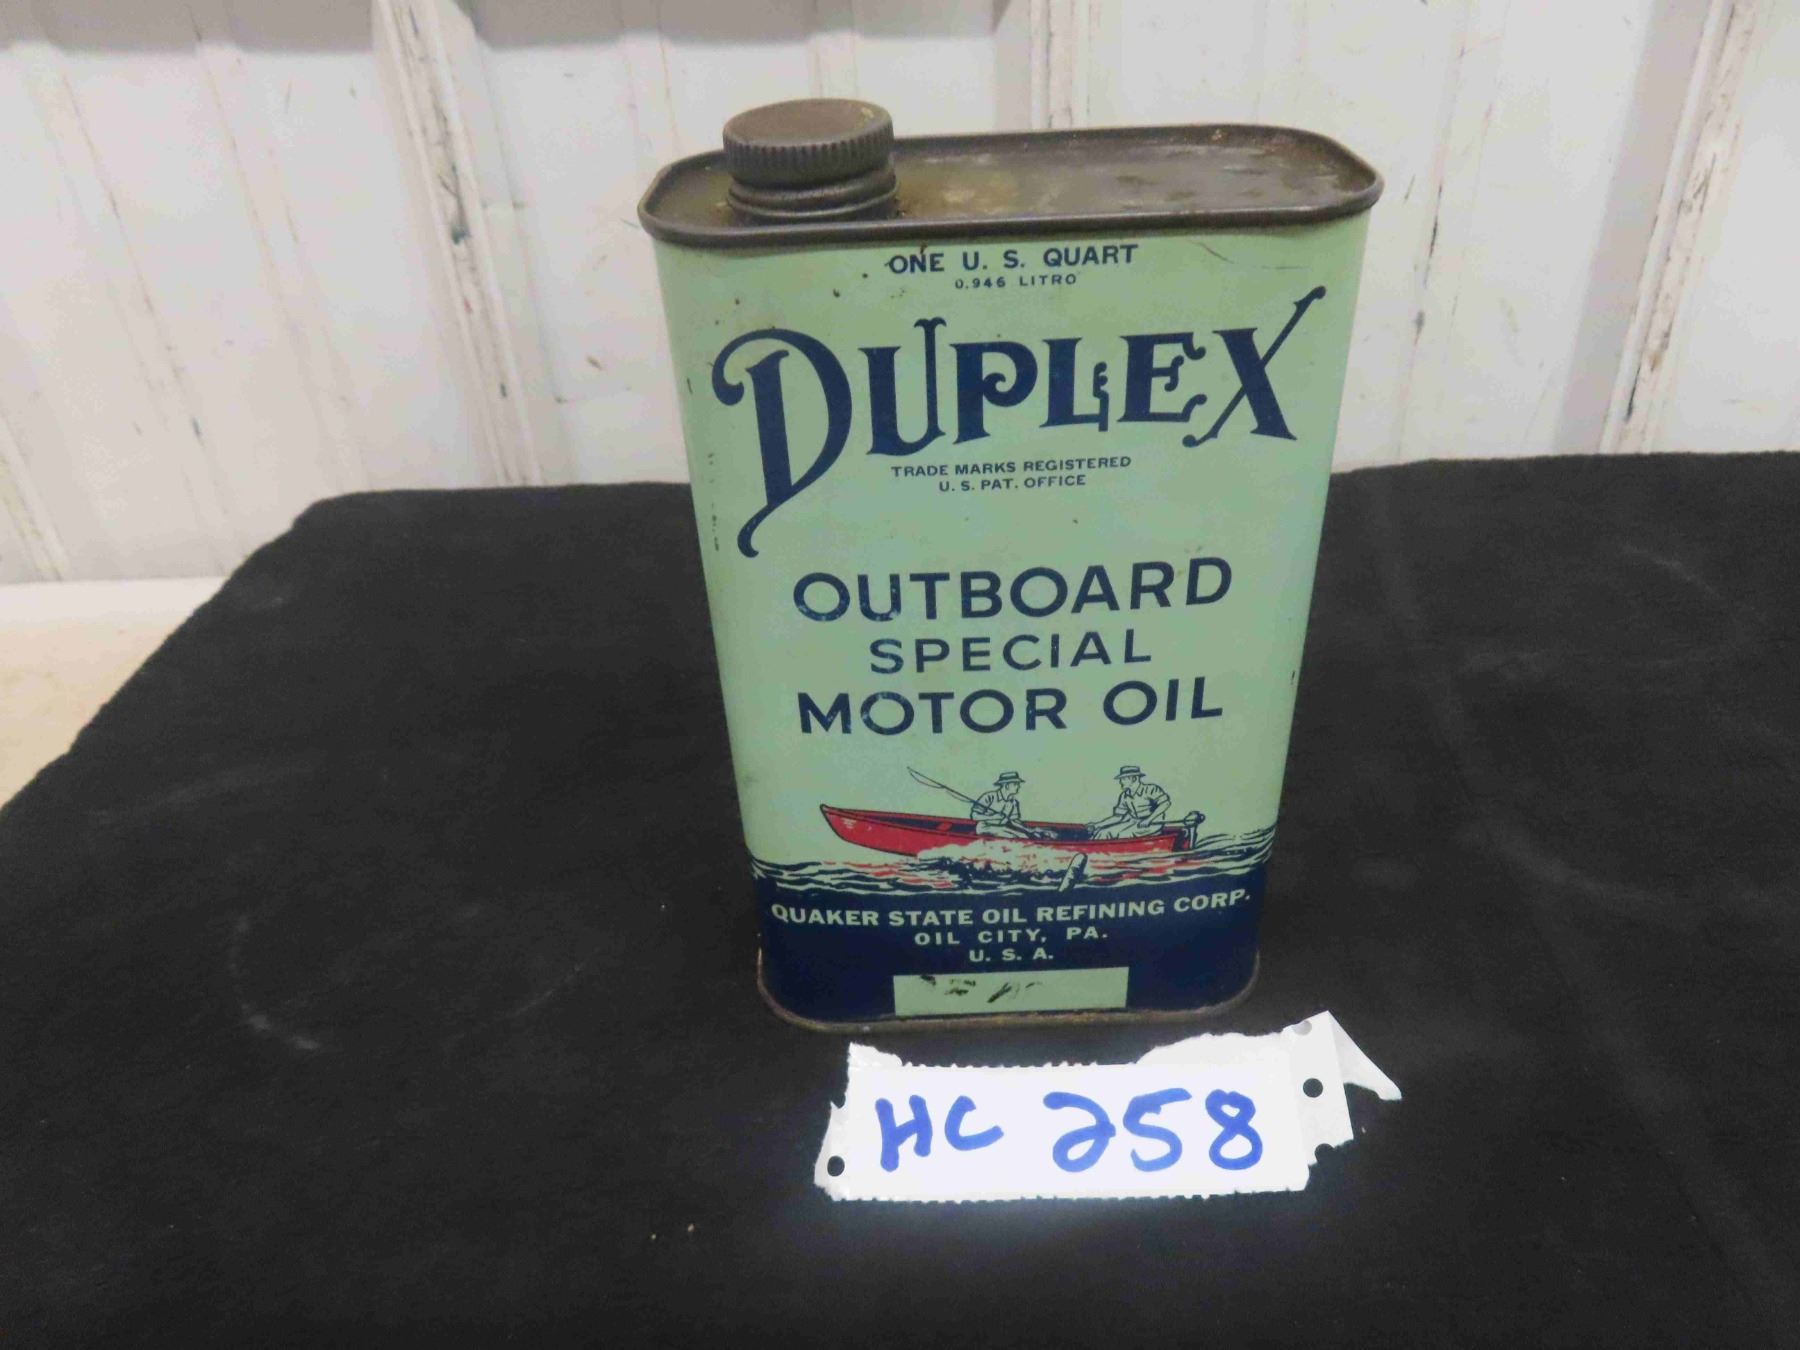 ONE U. S. QUART
0.946 LITRO
DUPLEX
TRADE MARKS REGISTERED
U. S. PAT. OFFICE
OUTBOARD
SPECIAL
MOTOR OIL
QUAKER STATE OIL REFINING CORP.
OIL CITY, PA.
U. S. A.
HC 258